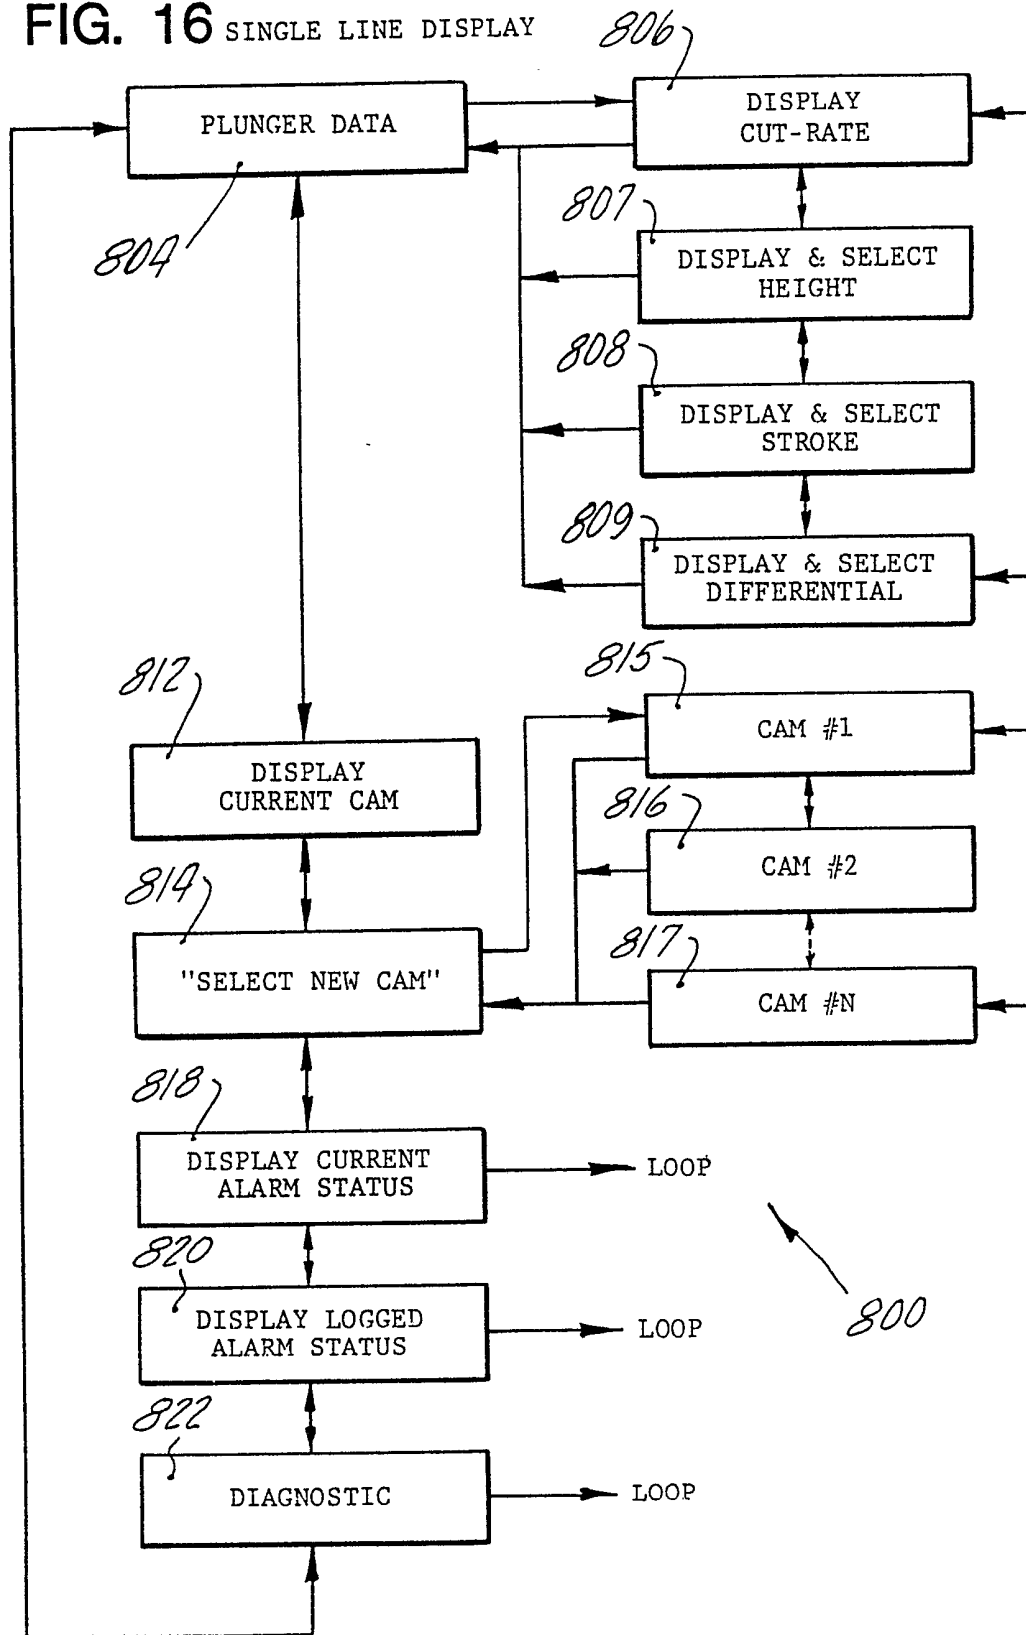 FIG. 16 SINGLE LINE DISPLAY
806
PLUNGER DATA
DISPLAY
CUT-RATE
804
807
DISPLAY & SELECT
HEIGHT
808
DISPLAY & SELECT
STROKE
809
DISPLAY & SELECT
DIFFERENTIAL
812
DISPLAY
CURRENT CAM
815
CAM #1
816
CAM #2
814
"SELECT NEW CAM"
817
CAM #N
818
DISPLAY CURRENT
ALARM STATUS
LOOP
820
DISPLAY LOGGED
ALARM STATUS
LOOP
800
822
DIAGNOSTIC
LOOP